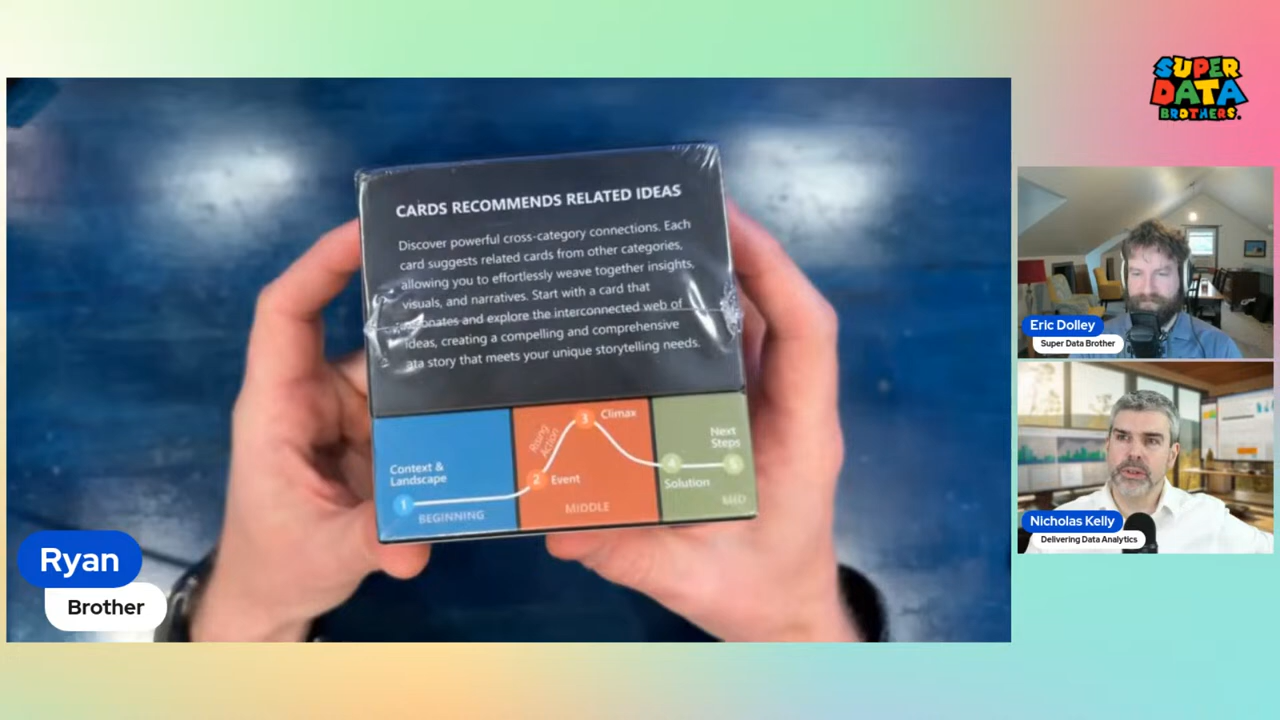 SUPER
DATA
BROTHERS.
CARDS RECOMMENDS RELATED IDEAS
Discover powerful cross-category connections. Each
card suggests related cards from other categories,
allowing you to effortlessly weave together insights,
visuals, and narratives. Start with a card that
and explore the interconnected web of
ideas, creating a compelling and comprehensive
ata story that meets your unique storytelling needs.
Context &
Landscape
1
BEGINNING
Rising
Action
2
Event
3
Climax
MIDDLE
4
Solution
Next
Steps
5
END
Ryan
Brother
Eric Dolley
Super Data Brother
Nicholas Kelly
Delivering Data Analytics